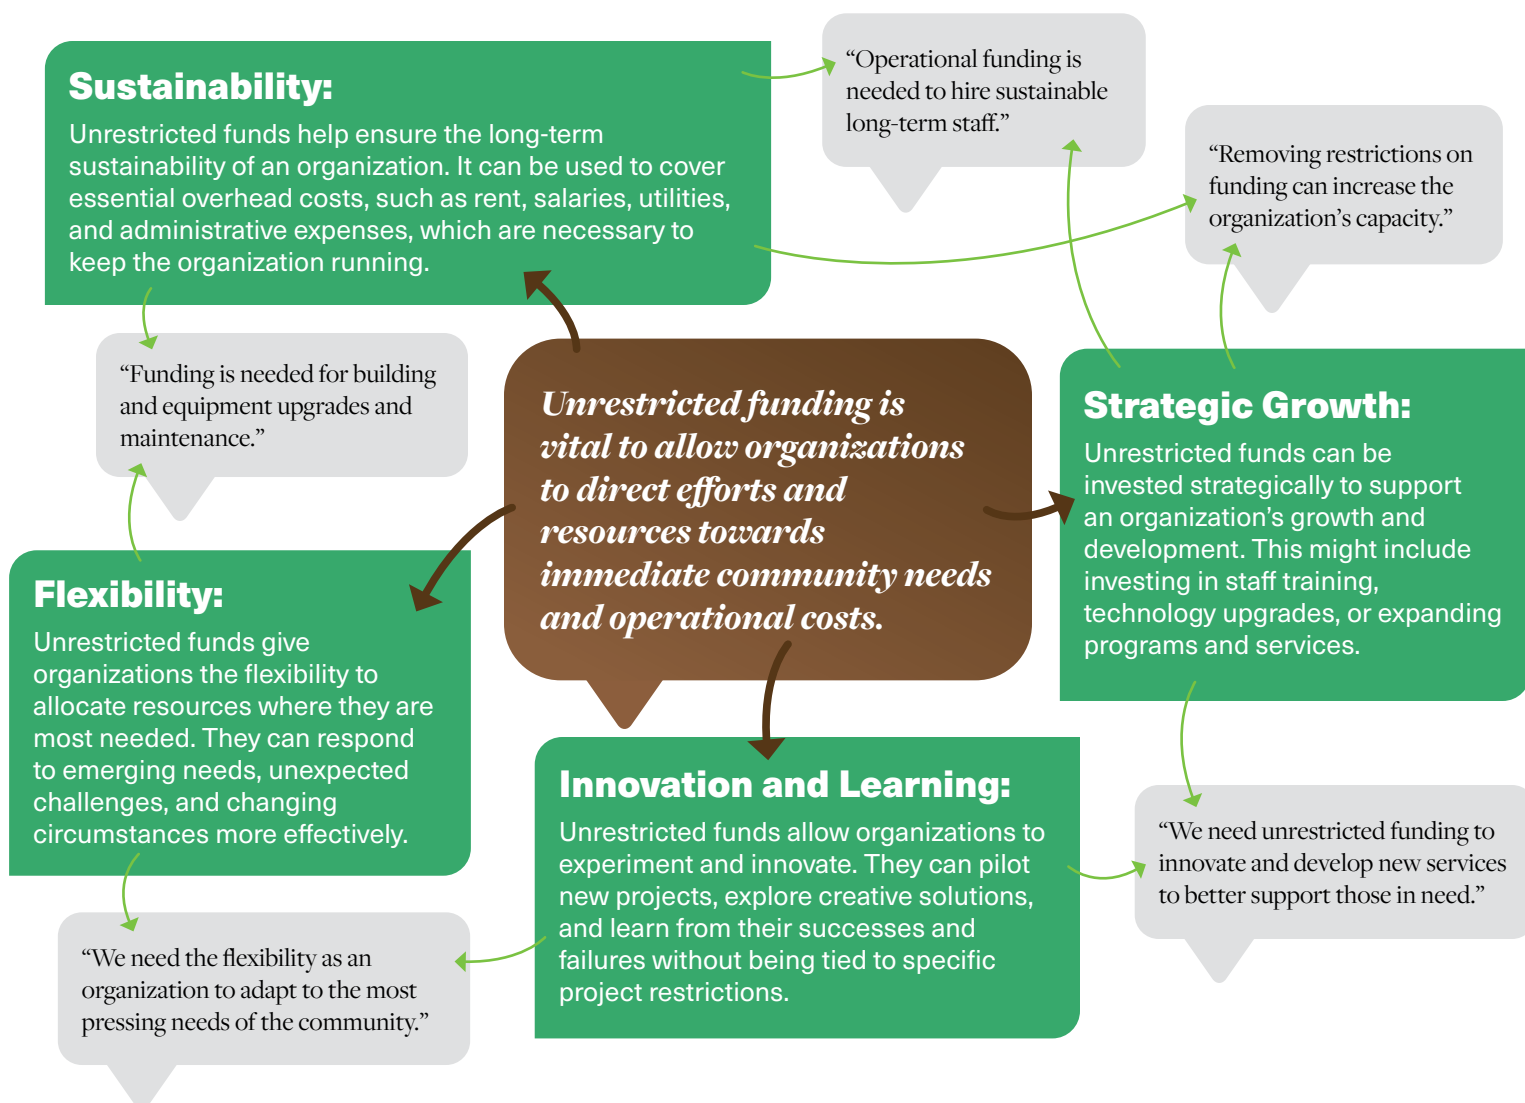 Sustainability:
Unrestricted funds help ensure the long-term
sustainability of an organization. It can be used to cover
essential overhead costs, such as rent, salaries, utilities,
and administrative expenses, which are necessary to
keep the organization running.
“Operational funding is
needed to hire sustainable
long-term staff.”
“Removing restrictions on
funding can increase the
organization’s capacity.”
“Funding is needed for building
and equipment upgrades and
maintenance.”
Unrestricted funding is
vital to allow organizations
to direct efforts and
resources towards
immediate community needs
and operational costs.
Strategic Growth:
Unrestricted funds can be
invested strategically to support
an organization’s growth and
development. This might include
investing in staff training,
technology upgrades, or expanding
programs and services.
Flexibility:
Unrestricted funds give
organizations the flexibility to
allocate resources where they are
most needed. They can respond
to emerging needs, unexpected
challenges, and changing
circumstances more effectively.
Innovation and Learning:
Unrestricted funds allow organizations to
experiment and innovate. They can pilot
new projects, explore creative solutions,
and learn from their successes and
failures without being tied to specific
project restrictions.
“We need unrestricted funding to
innovate and develop new services
to better support those in need.”
“We need the flexibility as an
organization to adapt to the most
pressing needs of the community.”